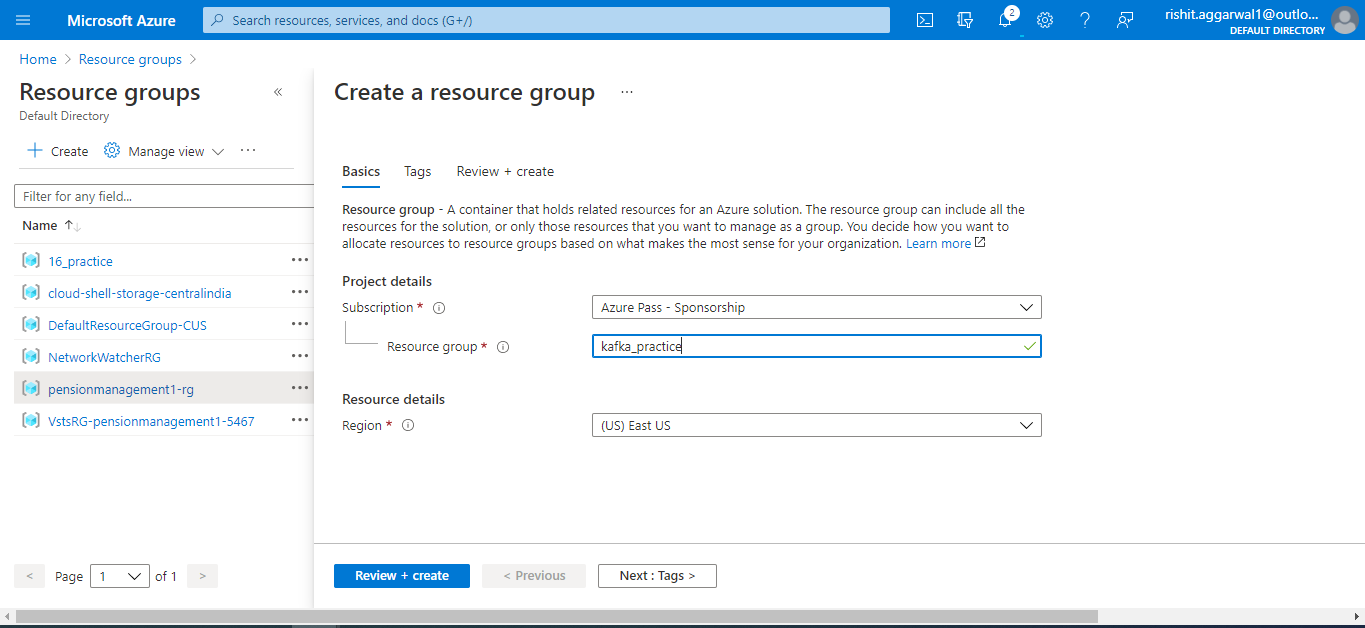 Microsoft Azure
Search resources, services, and docs (G+/)
2
rishit.aggarwal1@outlo...
DEFAULT DIRECTORY
Home > Resource groups >
Resource groups
«
Default Directory
+ Create
Manage view
...
Filter for any field...
Name ↑↓
16_practice
cloud-shell-storage-centralindia
DefaultResourceGroup-CUS
NetworkWatcherRG
pensionmanagement1-rg
VstsRG-pensionmanagement1-5467
< Page 1 of 1 >
Create a resource group ...
Basics Tags Review + create
Resource group - A container that holds related resources for an Azure solution. The resource group can include all the
resources for the solution, or only those resources that you want to manage as a group. You decide how you want to
allocate resources to resource groups based on what makes the most sense for your organization. Learn more
Project details
Subscription * Azure Pass - Sponsorship
Resource group * kafka_practice
Resource details
Region * (US) East US
Review + create < Previous Next : Tags >